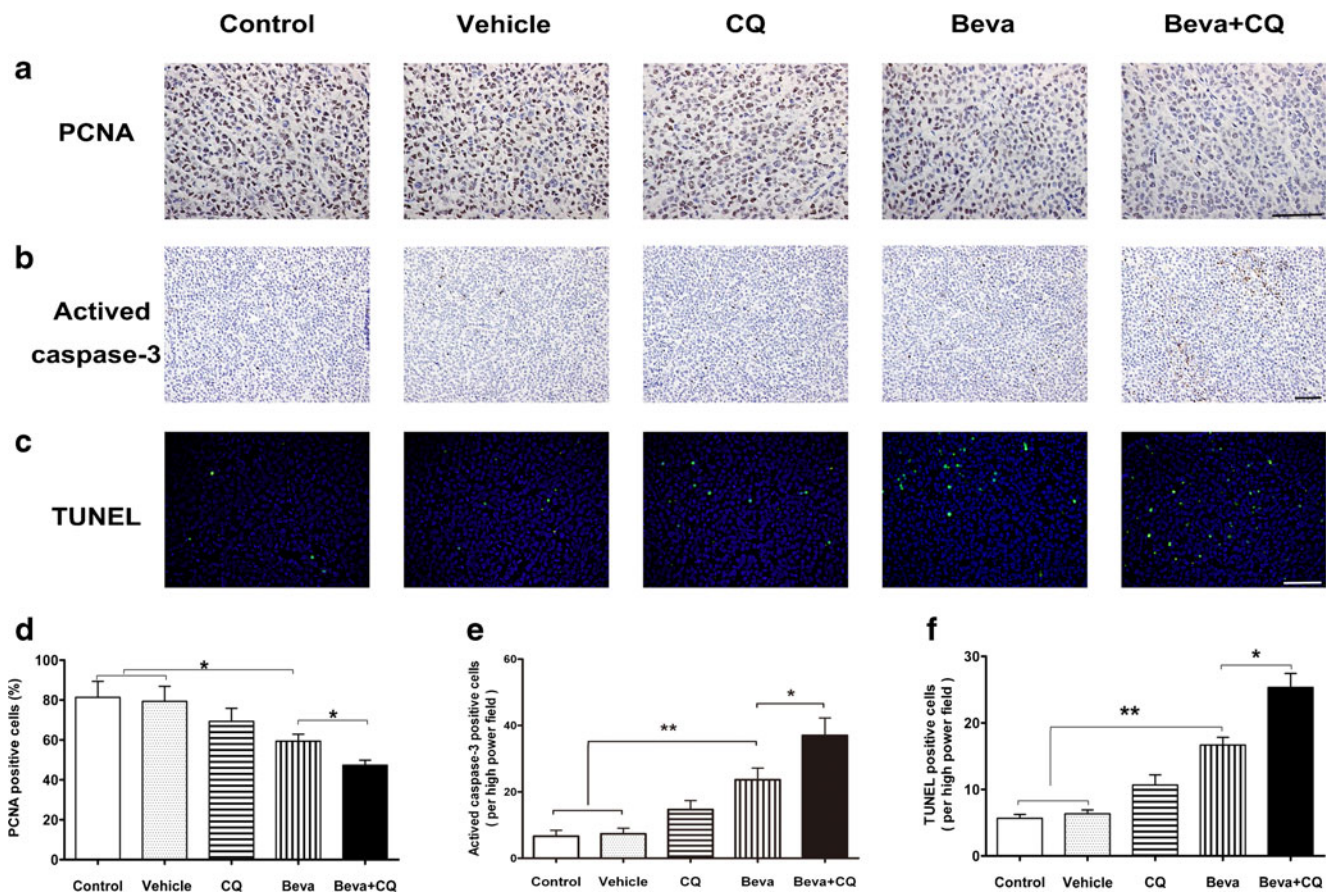 Control Vehicle CQ Beva Beva+CQ
a
PCNA
b
Actived
caspase-3
c
TUNEL
d
PCNA positive cells (%)
100
80
60
40
20
0
*
*
Control Vehicle CQ Beva Beva+CQ
e
Actived caspase-3 positive cells
( per high power field )
60
40
20
0
**
*
Control Vehicle CQ Beva Beva+CQ
f
TUNEL positive cells
( per high power field )
30
20
10
0
**
*
Control Vehicle CQ Beva Beva+CQ